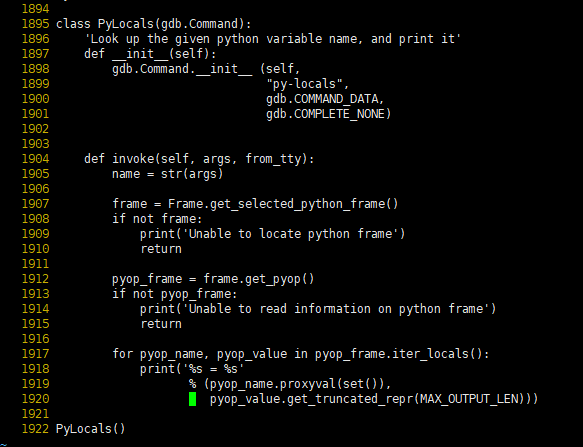 1894
1895 class PyLocals(gdb.Command):
1896     'Look up the given python variable name, and print it'
1897     def __init__(self):
1898         gdb.Command.__init__ (self,
1899                               "py-locals",
1900                               gdb.COMMAND_DATA,
1901                               gdb.COMPLETE_NONE)
1902
1903
1904     def invoke(self, args, from_tty):
1905         name = str(args)
1906
1907         frame = Frame.get_selected_python_frame()
1908         if not frame:
1909             print('Unable to locate python frame')
1910             return
1911
1912         pyop_frame = frame.get_pyop()
1913         if not pyop_frame:
1914             print('Unable to read information on python frame')
1915             return
1916
1917         for pyop_name, pyop_value in pyop_frame.iter_locals():
1918             print('%s = %s'
1919                    % (pyop_name.proxyval(set()),
1920                       pyop_value.get_truncated_repr(MAX_OUTPUT_LEN)))
1921
1922 PyLocals()
~